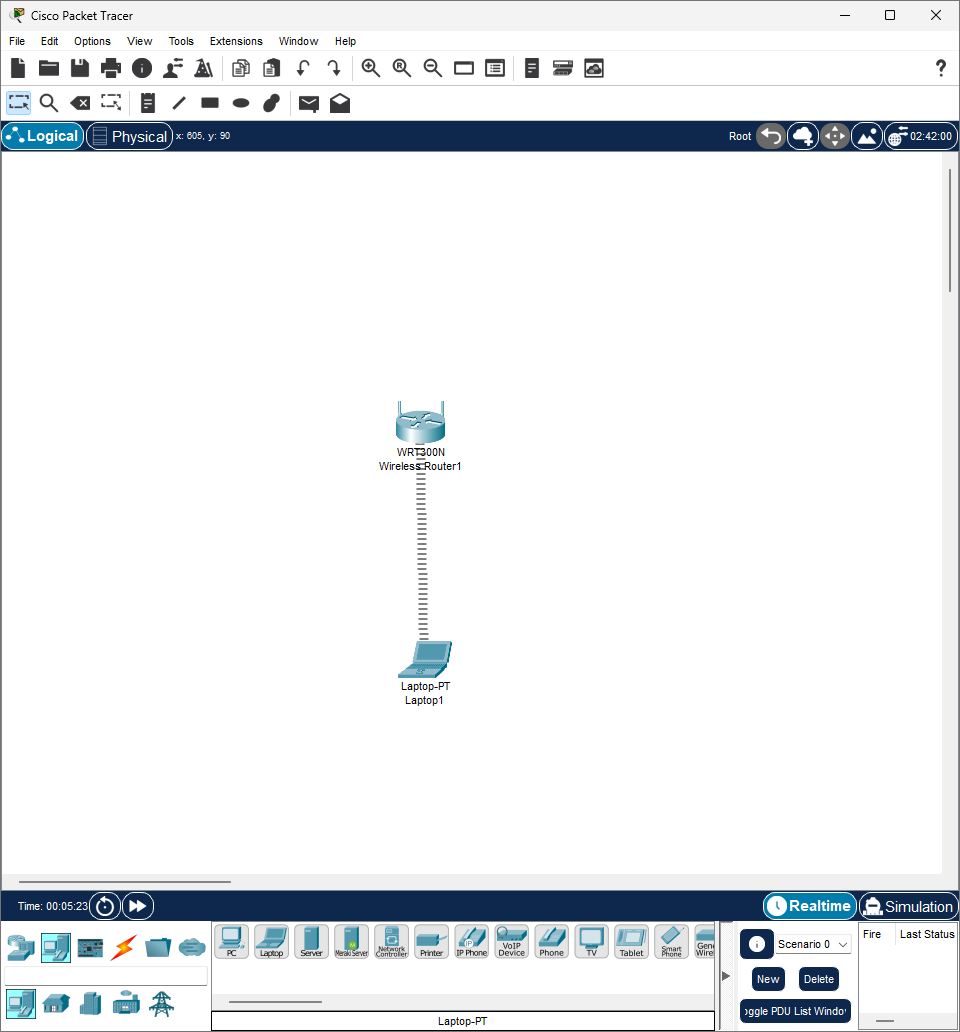 Cisco Packet Tracer
File Edit Options View Tools Extensions Window Help
Logical Physical x: 605, y: 90 Root 02:42:00
WRT300N
Wireless Router1
Laptop-PT
Laptop1
Time: 00:05:23 Realtime Simulation
PC Laptop Server Meraki Server Network Controller Printer IP Phone VoIP Device Phone TV Tablet Smart Phone
Scenario 0
Fire Last Status
New Delete
oggle PDU List Windov
Laptop-PT